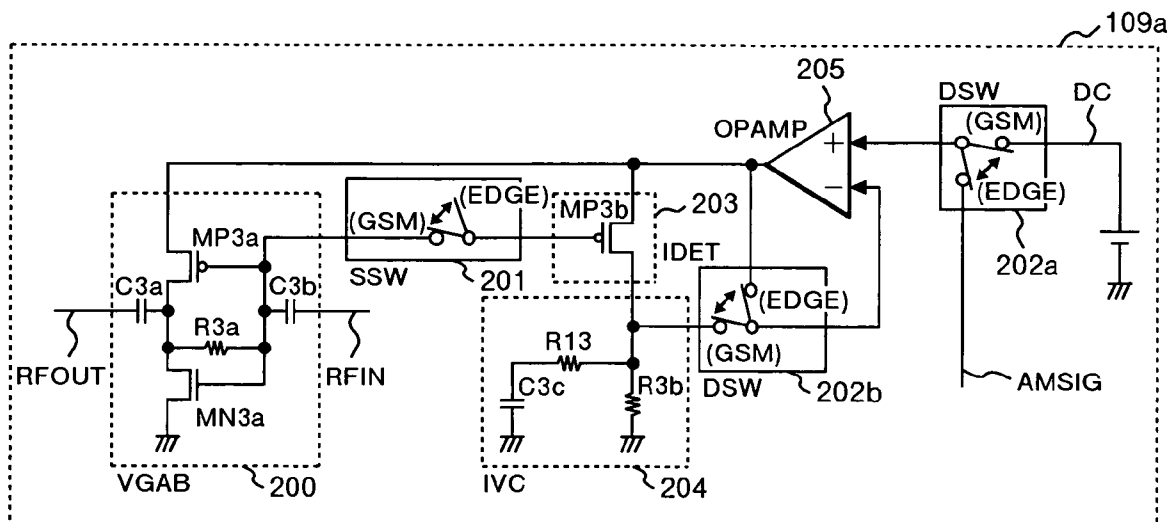 109a
205
DSW
DC
OPAMP
(GSM)
+
−
(EDGE)
202a
(EDGE)
MP3b
203
(GSM)
MP3a
IDET
SSW
201
C3a
C3b
(EDGE)
R3a
R13
(GSM)
RFOUT
RFIN
C3c
R3b
DSW
202b
AMSIG
MN3a
VGAB
200
IVC
204